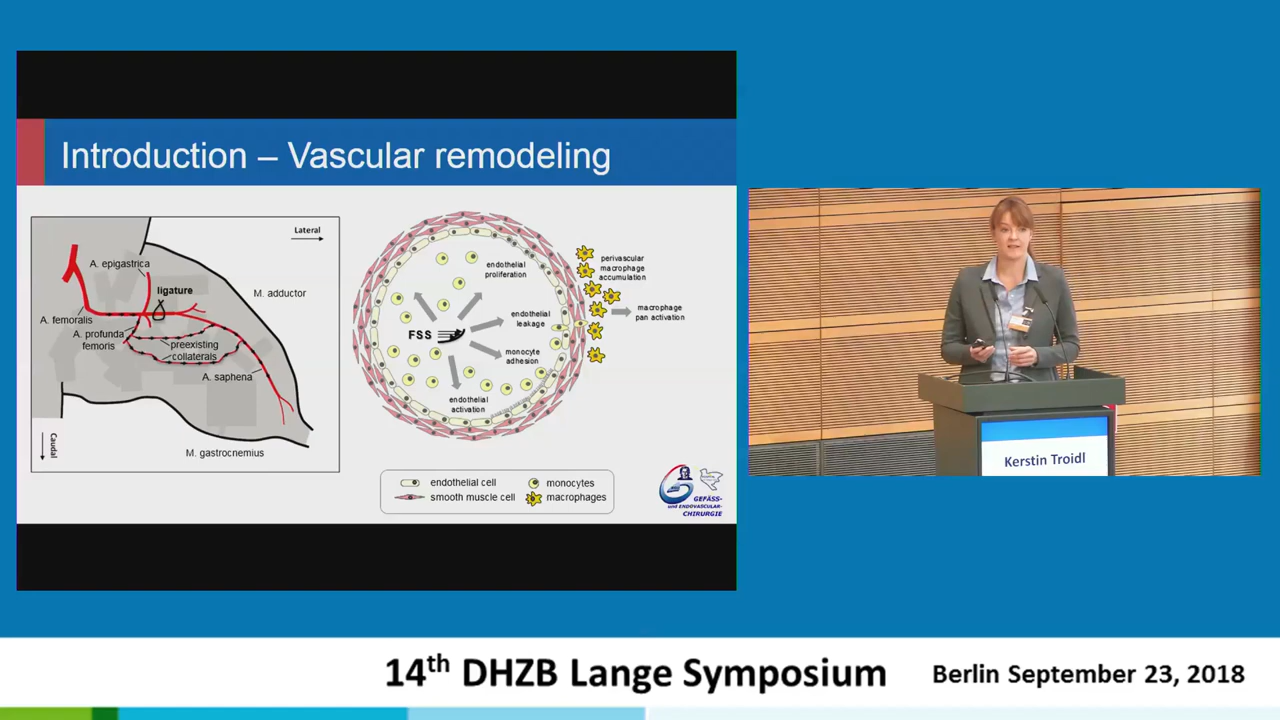 Introduction – Vascular remodeling
Lateral
A. epigastrica
ligature
M. adductor
A. femoralis
A. profunda
femoris
preexisting
collaterals
A. saphena
Caudal
M. gastrocnemius
endothelial
proliferation
perivascular
macrophage
accumulation
FSS
endothelial
leakage
macrophage
pan activation
monocyte
adhesion
endothelial
activation
endothelial cell
monocytes
smooth muscle cell
macrophages
GEFÄSS-
und ENDOVASCULAR-
CHIRURGIE
Kerstin Troidl
14th DHZB Lange Symposium
Berlin September 23, 2018